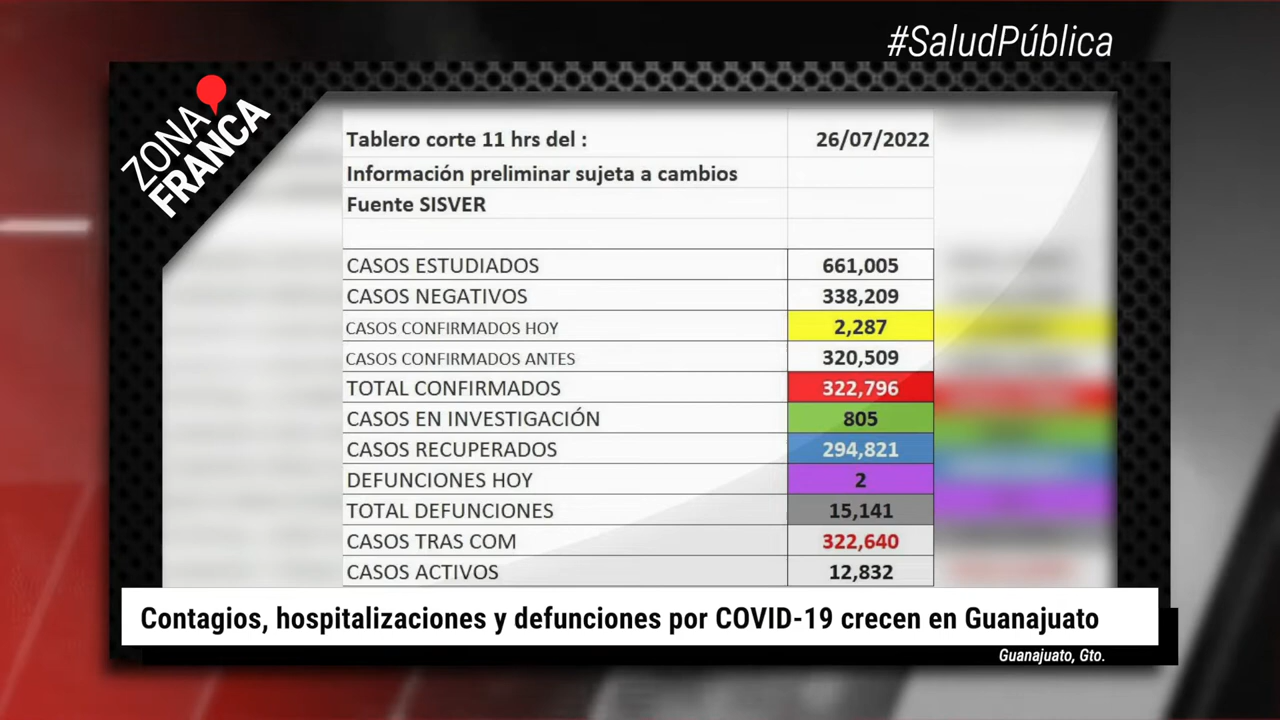 #SaludPública
ZONA
FRANCA
Tablero corte 11 hrs del : 26/07/2022
Información preliminar sujeta a cambios
Fuente SISVER
CASOS ESTUDIADOS 661,005
CASOS NEGATIVOS 338,209
CASOS CONFIRMADOS HOY 2,287
CASOS CONFIRMADOS ANTES 320,509
TOTAL CONFIRMADOS 322,796
CASOS EN INVESTIGACIÓN 805
CASOS RECUPERADOS 294,821
DEFUNCIONES HOY 2
TOTAL DEFUNCIONES 15,141
CASOS TRAS COM 322,640
CASOS ACTIVOS 12,832
Contagios, hospitalizaciones y defunciones por COVID-19 crecen en Guanajuato
Guanajuato, Gto.